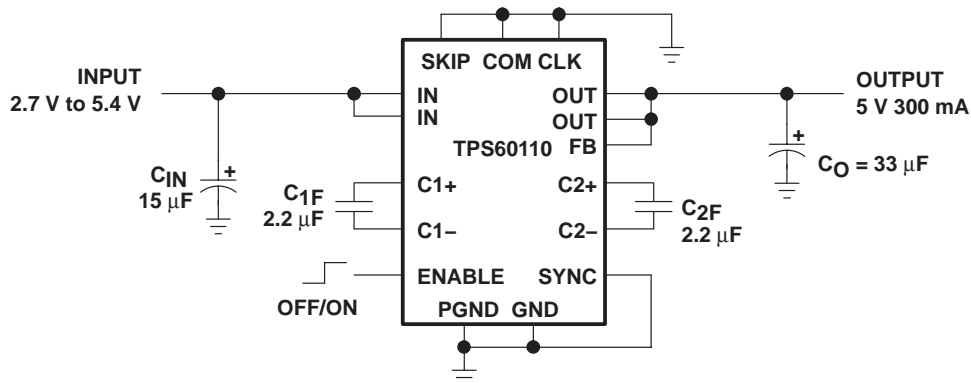 SKIP COM CLK
INPUT
2.7 V to 5.4 V
IN
IN
OUT
OUT
FB
TPS60110
OUTPUT
5 V 300 mA
CIN
15 μF
+
CO = 33 μF
+
C1F
2.2 μF
C1+
C1–
C2+
C2–
C2F
2.2 μF
OFF/ON
ENABLE
SYNC
PGND GND